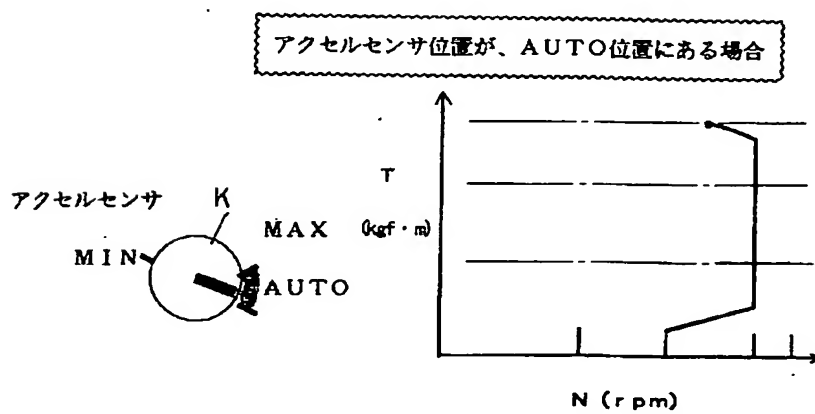 アクセルセンサ位置が、AUTO位置にある場合
アクセルセンサ
K
MIN
MAX
AUTO
T
(kgf・m)
N (rpm)